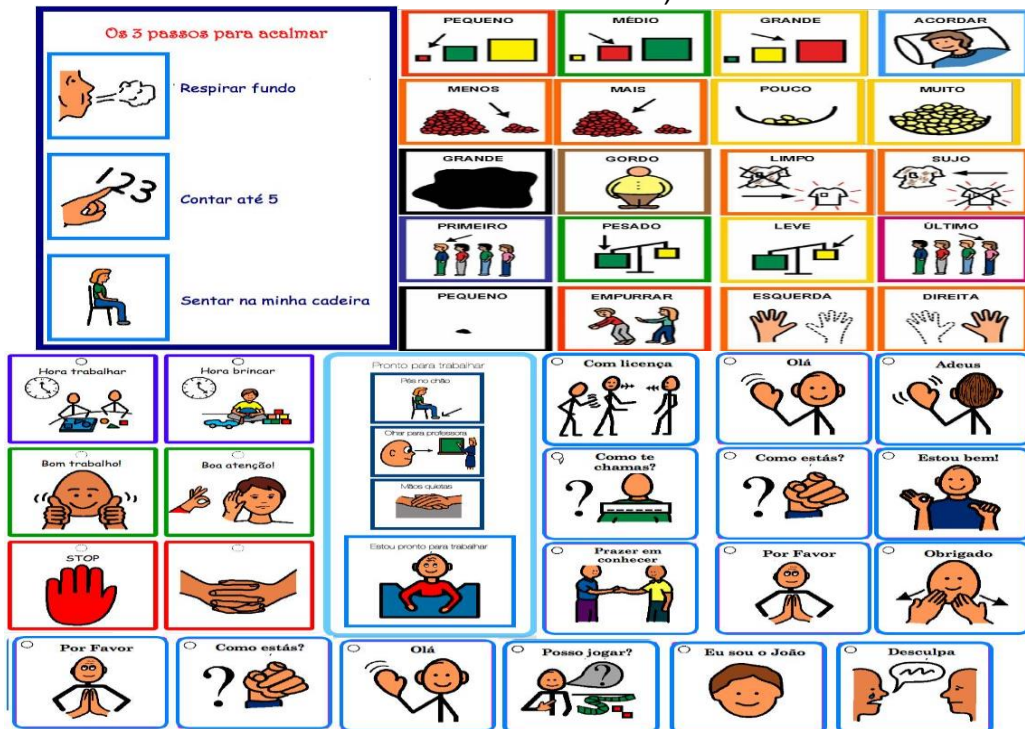 Os 3 passos para acalmar
Respirar fundo
123
Contar até 5
Sentar na minha cadeira
PEQUENO
MÉDIO
GRANDE
ACORDAR
MENOS
MAIS
POUCO
MUITO
GRANDE
GORDO
LIMPO
SUJO
PRIMEIRO
PESADO
LEVE
ÚLTIMO
PEQUENO
EMPURRAR
ESQUERDA
DIREITA
Hora trabalhar
Hora brincar
Bom trabalho!
Boa atenção!
STOP
Pronto para trabalhar
Pés no chão
Olhar para professora
Mãos quietas
Estou pronto para trabalhar
Com licença
Olá
Adeus
Como te
chamas?
?
Como estás?
?
Estou bem!
Prazer em
conhecer
Por Favor
Obrigado
Por Favor
Como estás?
?
Olá
Posso jogar?
?
Eu sou o João
Desculpa